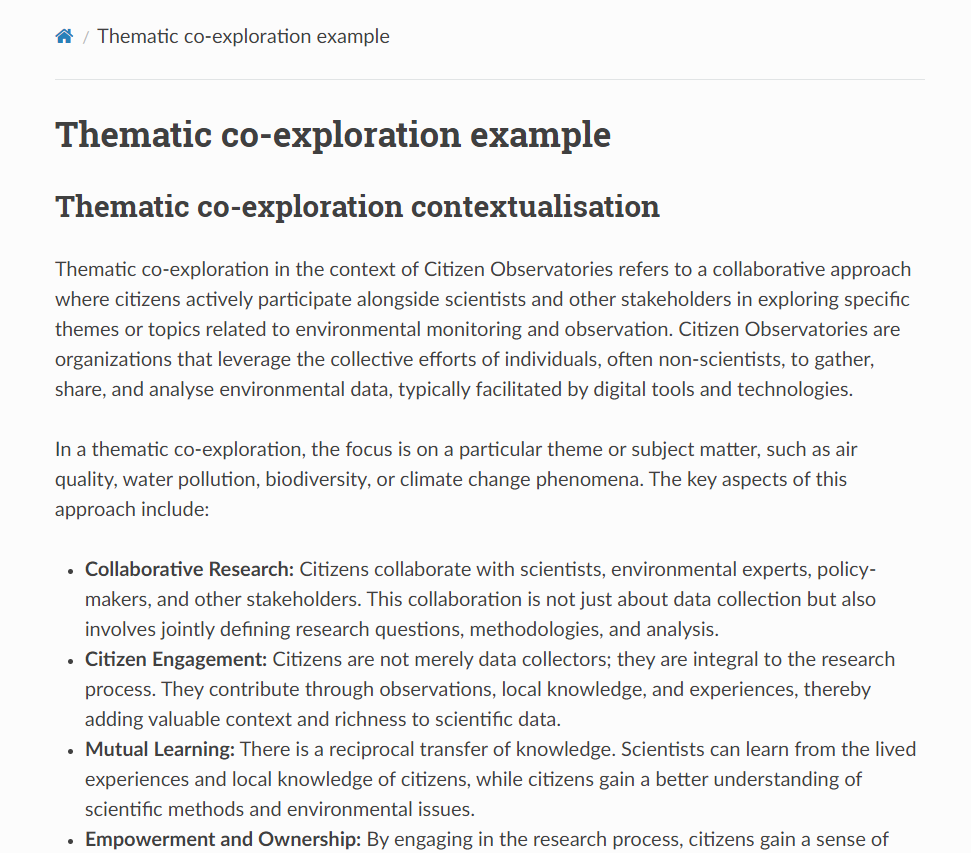 / Thematic co-exploration example
Thematic co-exploration example
Thematic co-exploration contextualisation
Thematic co-exploration in the context of Citizen Observatories refers to a collaborative approach
where citizens actively participate alongside scientists and other stakeholders in exploring specific
themes or topics related to environmental monitoring and observation. Citizen Observatories are
organizations that leverage the collective efforts of individuals, often non-scientists, to gather,
share, and analyse environmental data, typically facilitated by digital tools and technologies.
In a thematic co-exploration, the focus is on a particular theme or subject matter, such as air
quality, water pollution, biodiversity, or climate change phenomena. The key aspects of this
approach include:
• Collaborative Research: Citizens collaborate with scientists, environmental experts, policy-
makers, and other stakeholders. This collaboration is not just about data collection but also
involves jointly defining research questions, methodologies, and analysis.
• Citizen Engagement: Citizens are not merely data collectors; they are integral to the research
process. They contribute through observations, local knowledge, and experiences, thereby
adding valuable context and richness to scientific data.
• Mutual Learning: There is a reciprocal transfer of knowledge. Scientists can learn from the lived
experiences and local knowledge of citizens, while citizens gain a better understanding of
scientific methods and environmental issues.
• Empowerment and Ownership: By engaging in the research process, citizens gain a sense of